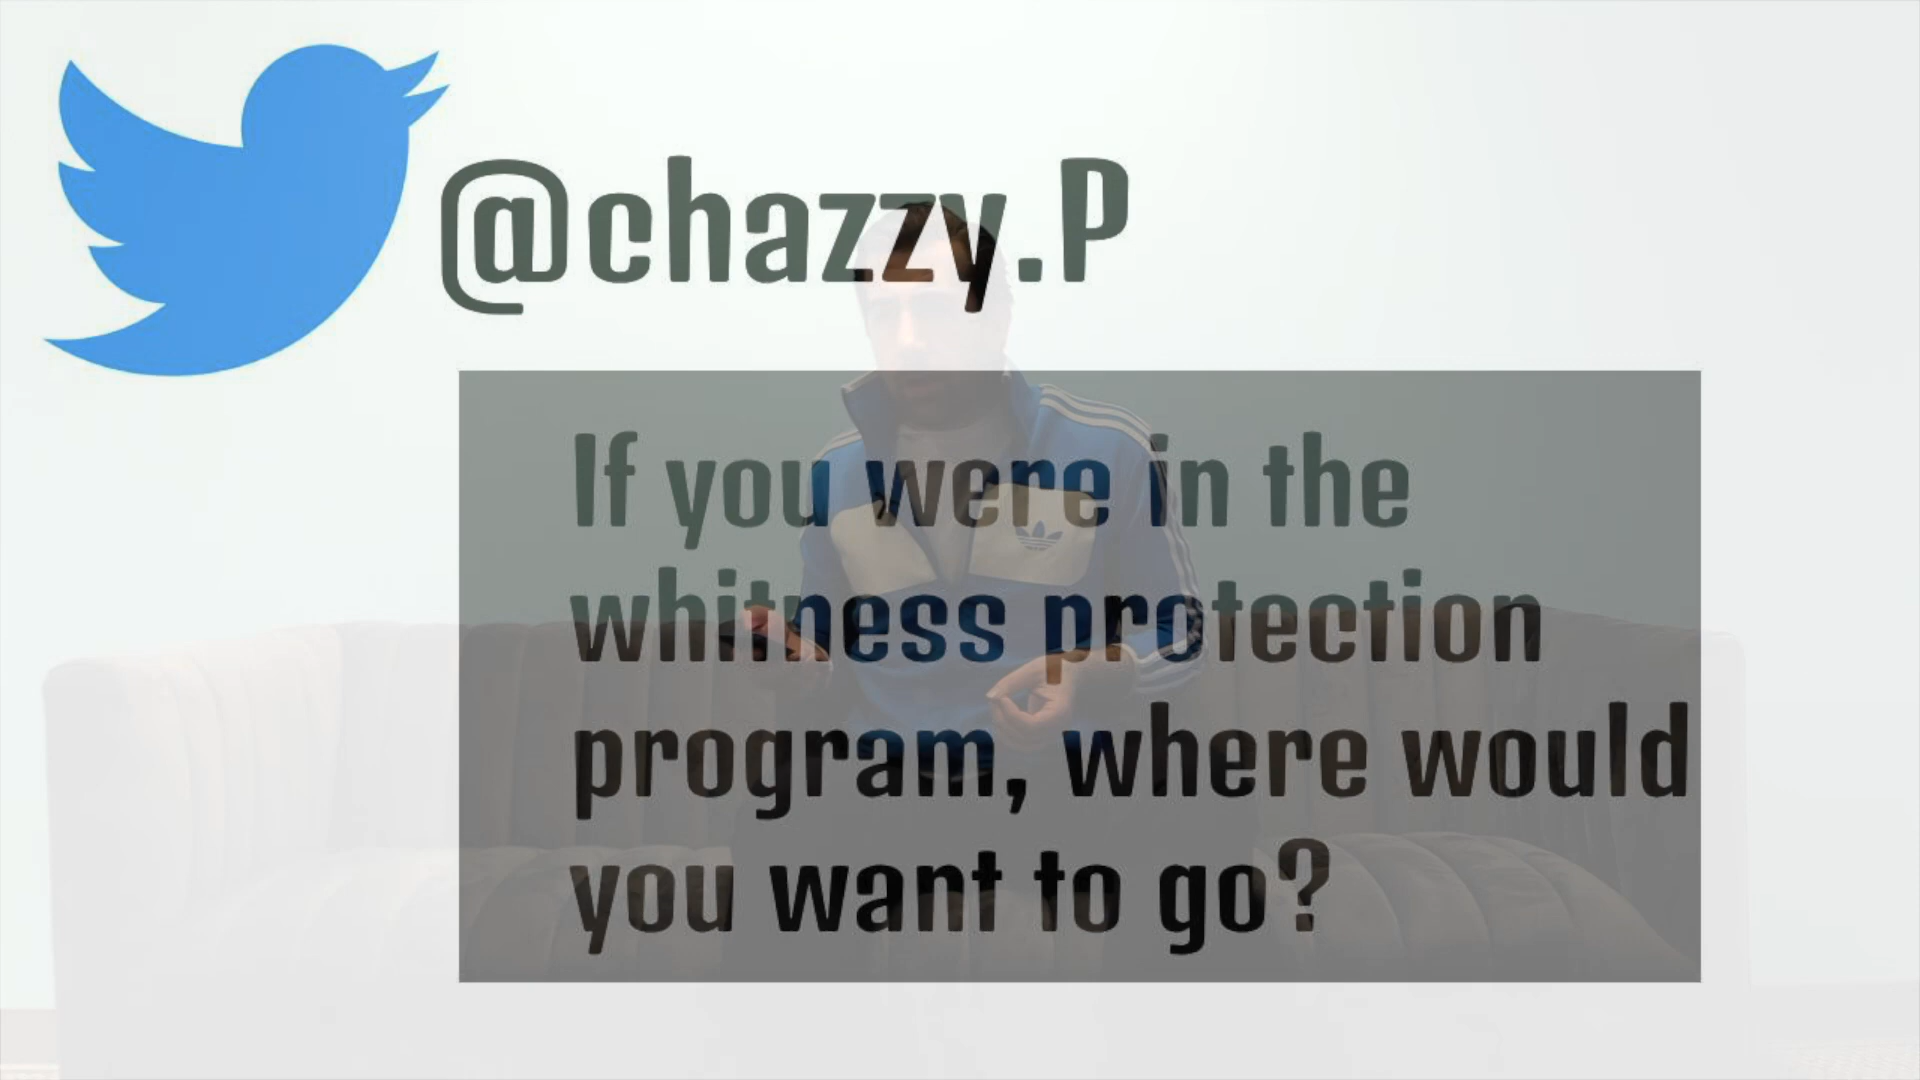 @chazzy.P
If you were in the
whitness protection
program, where would
you want to go?